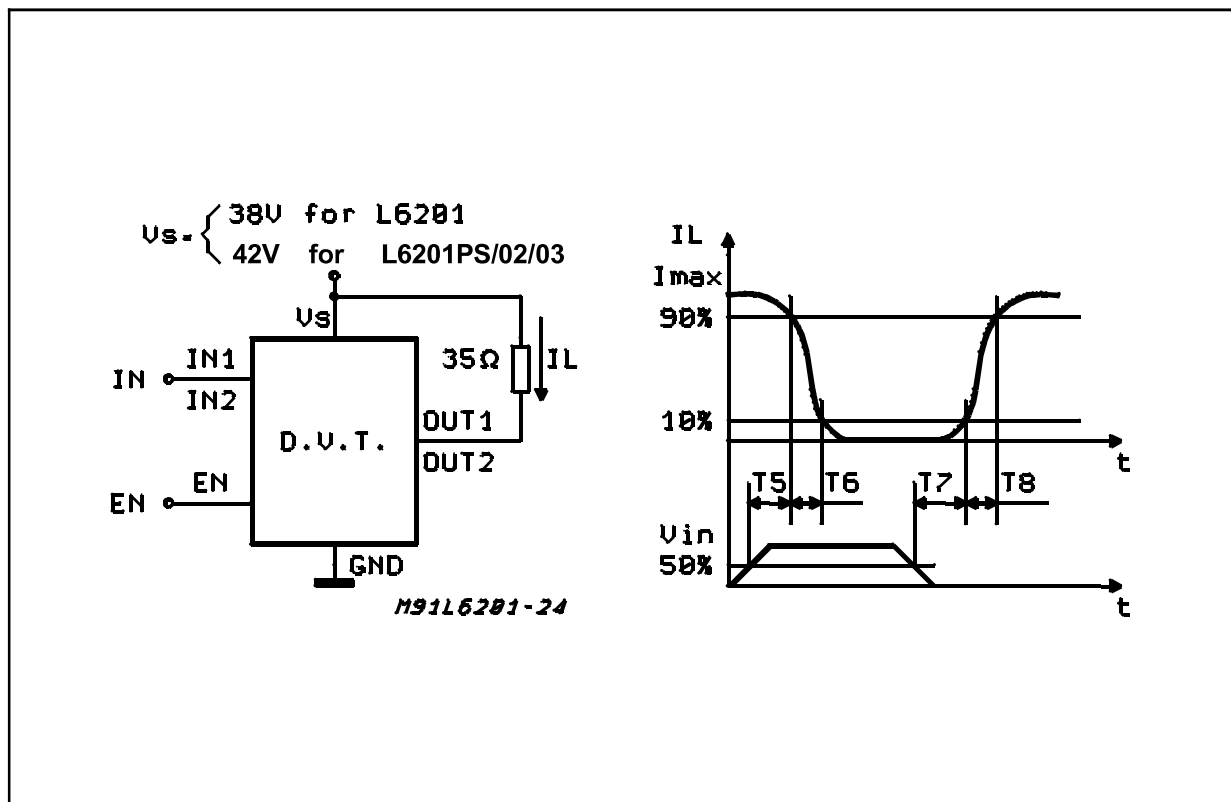 Vs=
38V for L6201
42V for L6201PS/02/03
Vs
IN
IN1
IN2
EN
EN
D.V.T.
35Ω
IL
OUT1
OUT2
GND
M91L6201-24
IL
Imax
90%
10%
t
T5
T6
T7
T8
Vin
50%
t